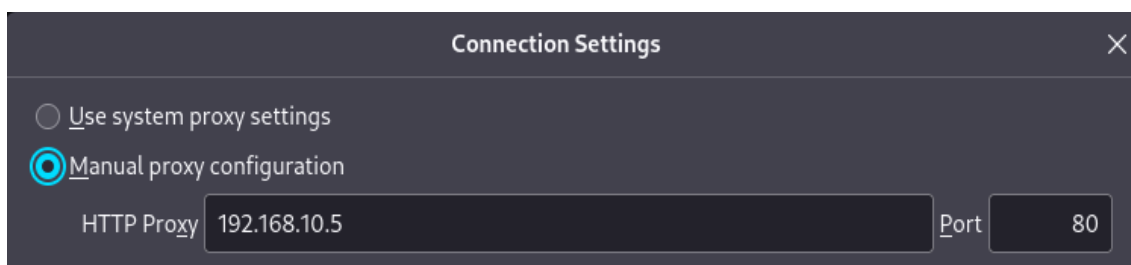 Connection Settings
Use system proxy settings
Manual proxy configuration
HTTP Proxy 192.168.10.5 Port 80